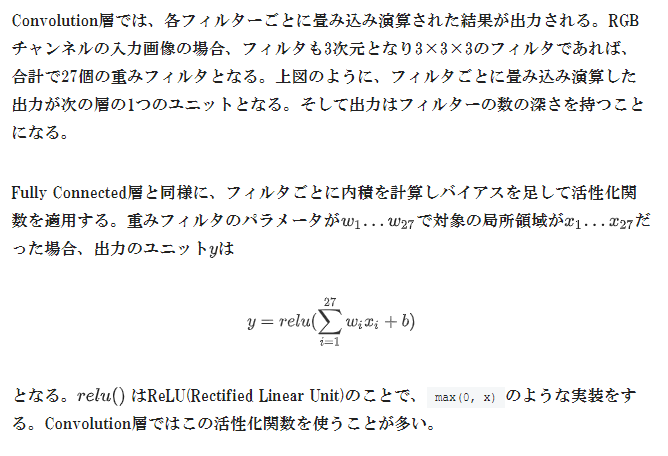 Convolution層では、各フィルターごとに畳み込み演算された結果が出力される。RGB
チャンネルの入力画像の場合、フィルタも3次元となり3×3×3のフィルタであれば、
合計で27個の重みフィルタとなる。上図のように、フィルタごとに畳み込み演算した
出力が次の層の1つのユニットとなる。そして出力はフィルターの数の深さを持つこと
になる。
Fully Connected層と同様に、フィルタごとに内積を計算しバイアスを足して活性化関
数を適用する。重みフィルタのパラメータがw₁...w₂₇で対象の局所領域がx₁...x₂₇だ
った場合、出力のユニットyは
y = relu(∑_{i=1}^{27} wᵢxᵢ + b)
となる。relu() はReLU(Rectified Linear Unit)のことで、 max(0, x) のような実装をす
る。Convolution層ではこの活性化関数を使うことが多い。